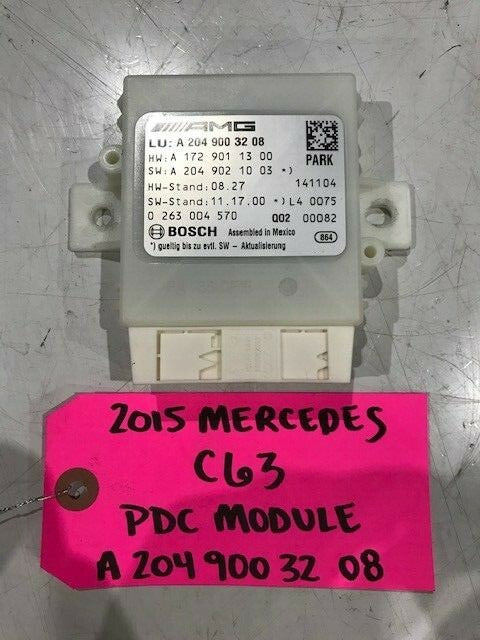 AMG
LU: A 204 900 32 08
HW: A 172 901 13 00
PARK
SW: A 204 902 10 03 *)
HW-Stand: 08.27 141104
SW-Stand: 11.17.00 *) L4 0075
0 263 004 570 Q02 00082
BOSCH Assembled in Mexico
*) gueltig bis zu evtl. SW - Aktualisierung
864
2015 MERCEDES
C63
PDC MODULE
A 204 900 32 08